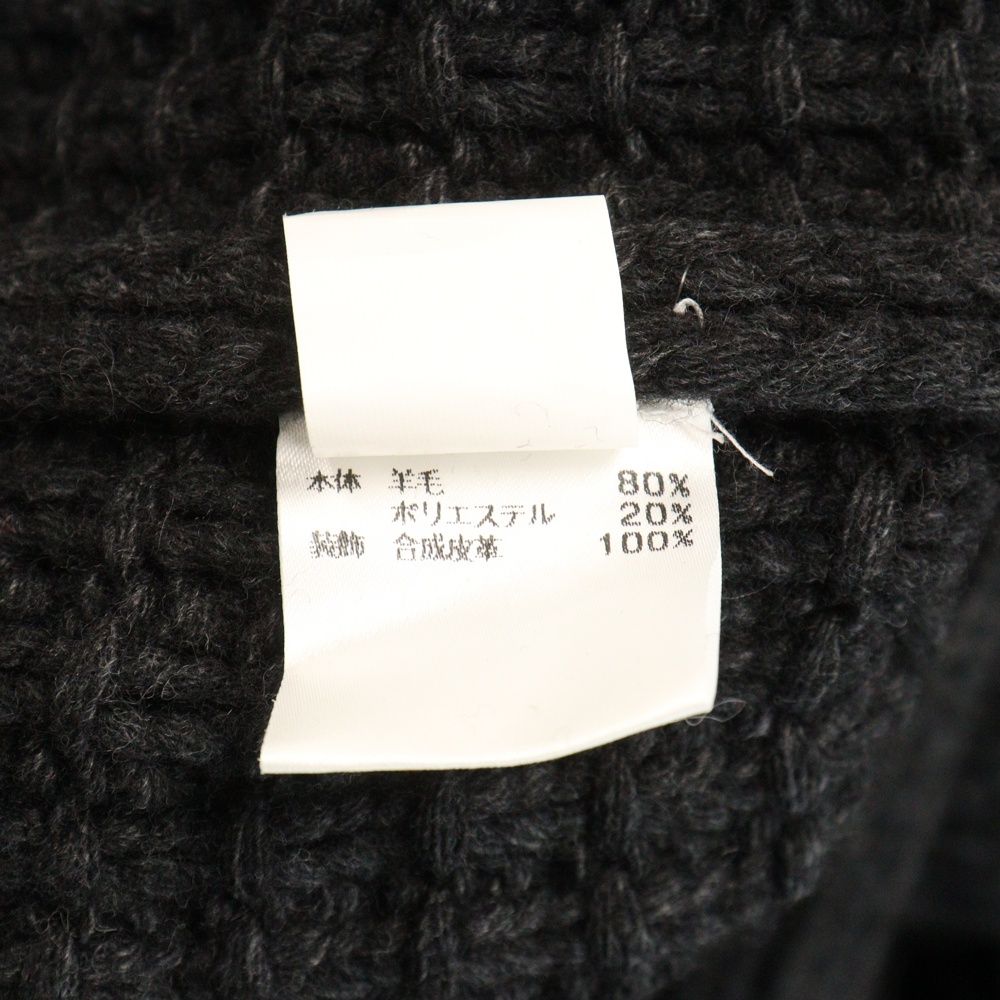 本体 羊毛 80%
ポリエステル 20%
装飾 合成皮革 100%